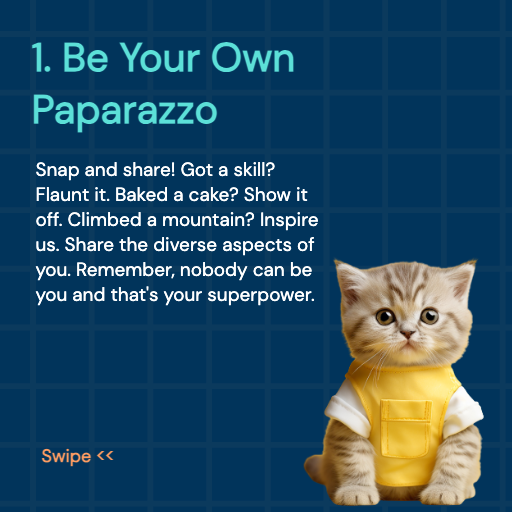 1. Be Your Own
Paparazzo
Snap and share! Got a skill?
Flaunt it. Baked a cake? Show it
off. Climbed a mountain? Inspire
us. Share the diverse aspects of
you. Remember, nobody can be
you and that's your superpower.
Swipe <<